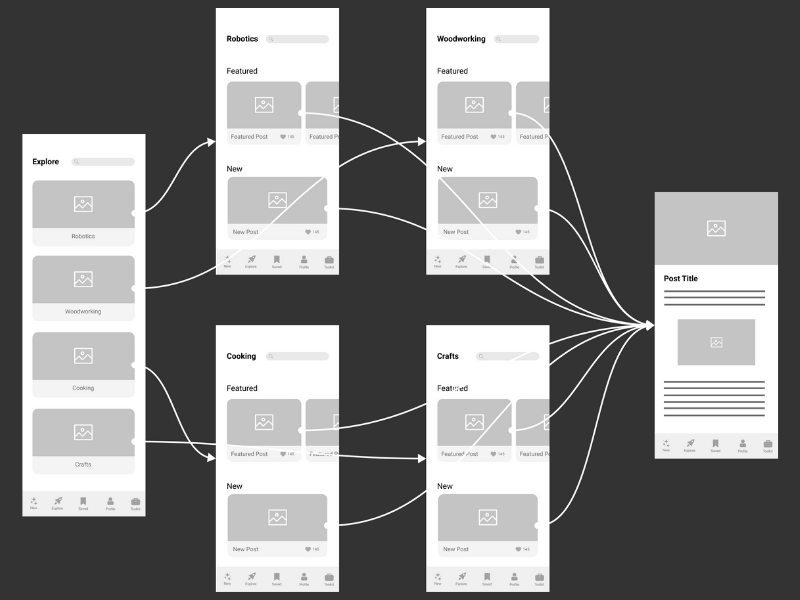 Explore
Robotics
Woodworking
Cooking
Crafts
New Explore Saved Profile Toolkit
Robotics
Featured
Featured Post 145
Featured P
New
New Post 145
New Explore Saved Profile Toolkit
Woodworking
Featured
Featured Post 145
Featured P
New
New Post 145
New Explore Saved Profile Toolkit
Cooking
Featured
Featured Post 145
Featured P
New
New Post 145
New Explore Saved Profile Toolkit
Crafts
Featured
Featured Post 145
Featured P
New
New Post 145
New Explore Saved Profile Toolkit
Post Title
New Explore Saved Profile Toolkit